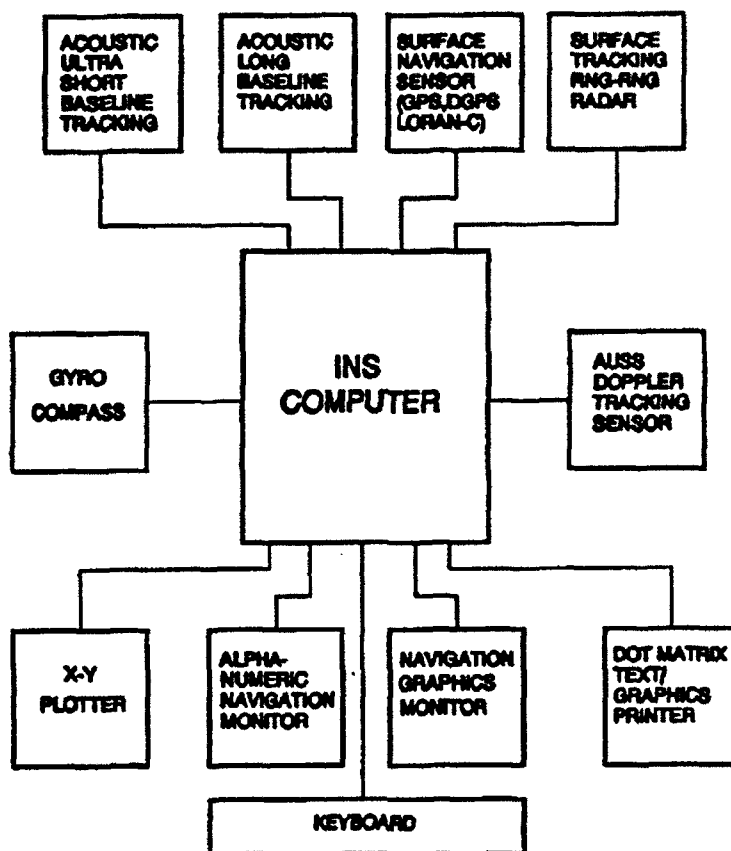 ACOUSTIC
ULTRA
SHORT
BASELINE
TRACKING
ACOUSTIC
LONG
BASELINE
TRACKING
SURFACE
NAVIGATION
SENSOR
(GPS,DGPS
LORAN-C)
SURFACE
TRACKING
RNG-RNG
RADAR
GYRO
COMPASS
INS
COMPUTER
AUSS
DOPPLER
TRACKING
SENSOR
X-Y
PLOTTER
ALPHA-
NUMERIC
NAVIGATION
MONITOR
NAVIGATION
GRAPHICS
MONITOR
DOT MATRIX
TEXT/
GRAPHICS
PRINTER
KEYBOARD